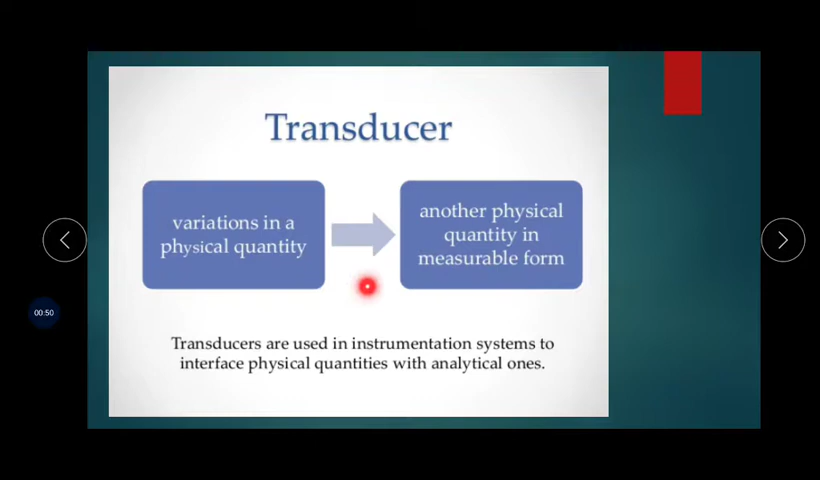 Transducer
variations in a
physical quantity
another physical
quantity in
measurable form
00:50
Transducers are used in instrumentation systems to
interface physical quantities with analytical ones.